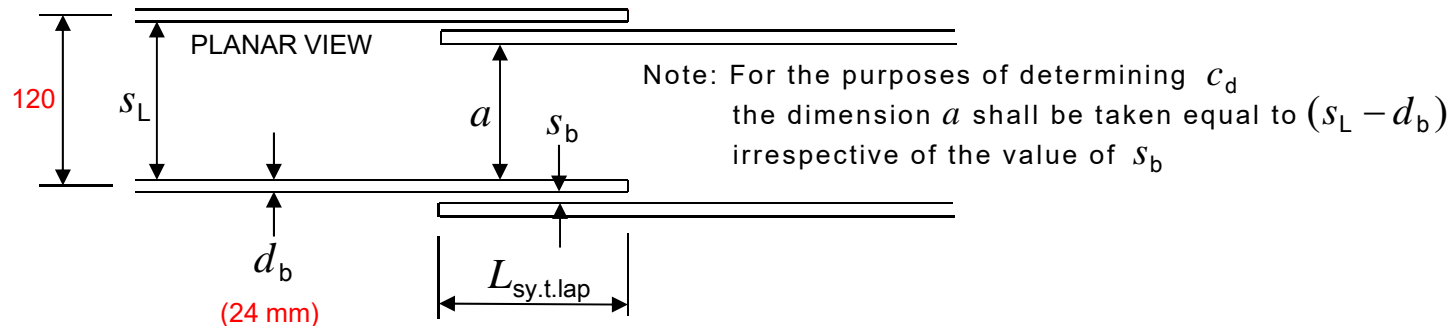 PLANAR VIEW
120
s_L
a
s_b
Note: For the purposes of determining c_d
the dimension a shall be taken equal to (s_L − d_b)
irrespective of the value of s_b
d_b
(24 mm)
L_sy.t.lap